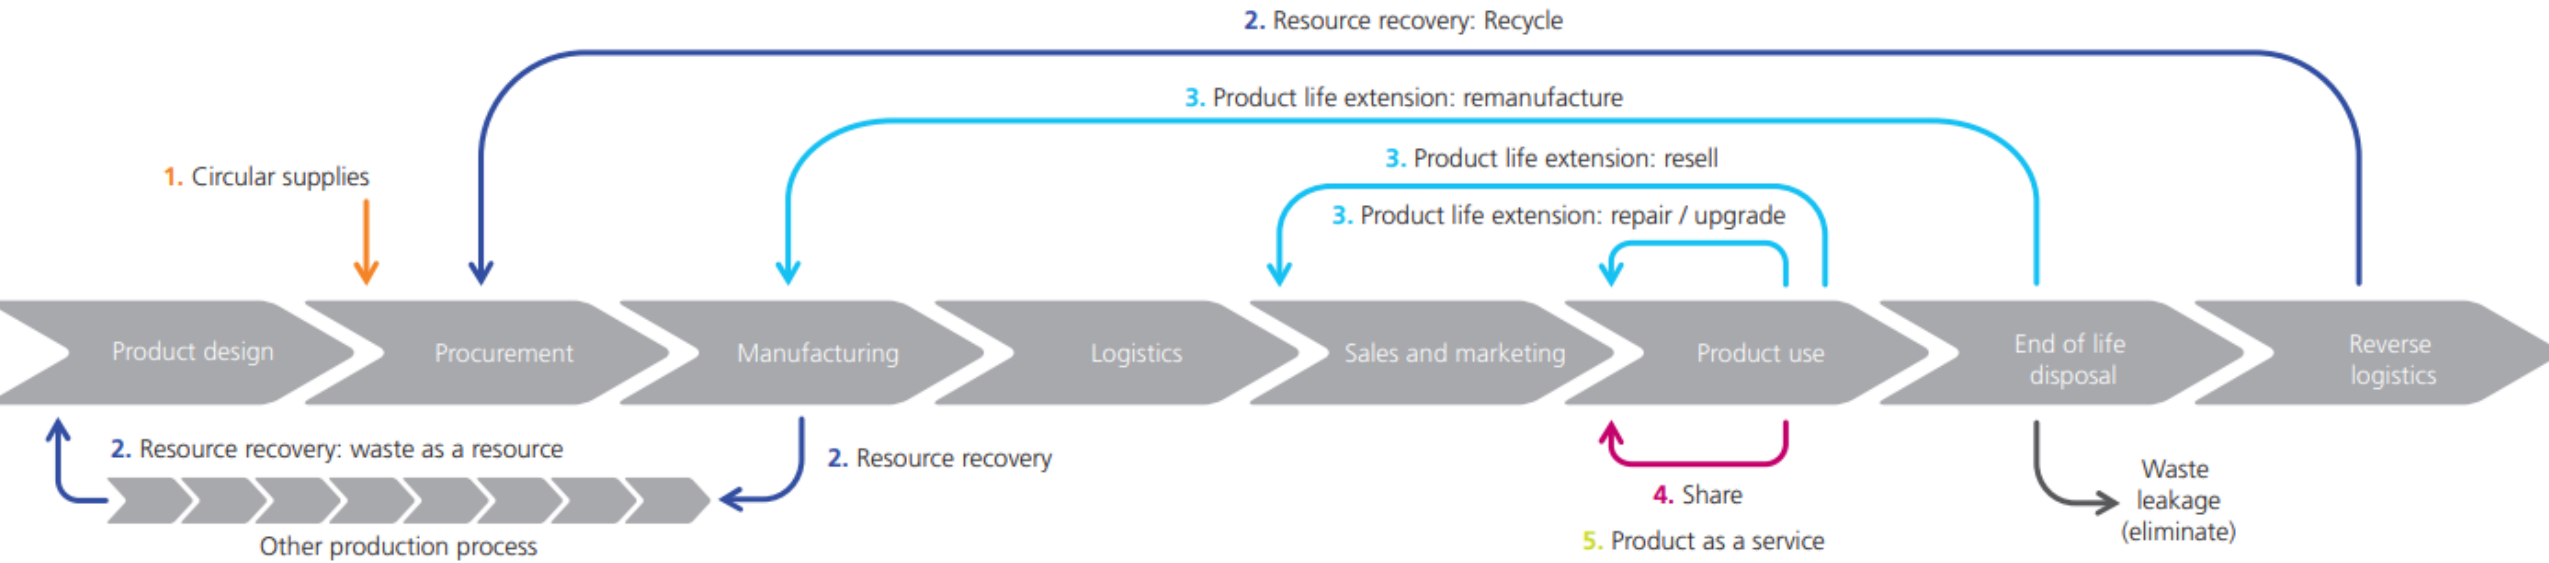 2. Resource recovery: Recycle
3. Product life extension: remanufacture
3. Product life extension: resell
1. Circular supplies
3. Product life extension: repair / upgrade
Product design
Procurement
Manufacturing
Logistics
Sales and marketing
Product use
End of life
disposal
Reverse
logistics
2. Resource recovery: waste as a resource
2. Resource recovery
Other production process
4. Share
5. Product as a service
Waste
leakage
(eliminate)